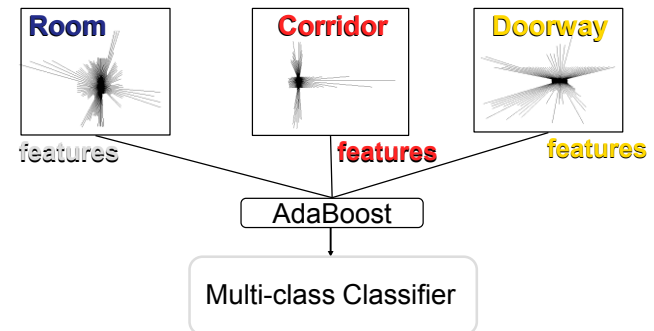 Room
Corridor
Doorway
features
features
features
AdaBoost
Multi-class Classifier